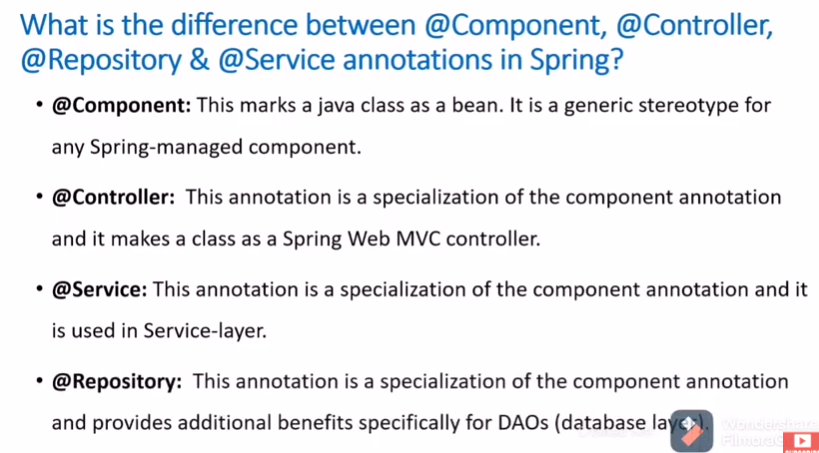 What is the difference between @Component, @Controller,
@Repository & @Service annotations in Spring?
• @Component: This marks a java class as a bean. It is a generic stereotype for
any Spring-managed component.
• @Controller: This annotation is a specialization of the component annotation
and it makes a class as a Spring Web MVC controller.
• @Service: This annotation is a specialization of the component annotation and it
is used in Service-layer.
• @Repository: This annotation is a specialization of the component annotation
and provides additional benefits specifically for DAOs (database layer).
Wondershare
Filmora